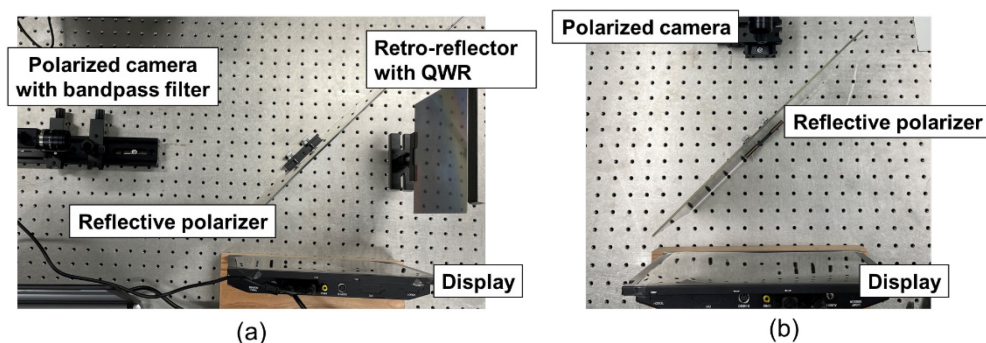 Polarized camera
with bandpass filter
Retro-reflector
with QWR
Reflective polarizer
Display
(a)
Polarized camera
Reflective polarizer
Display
(b)